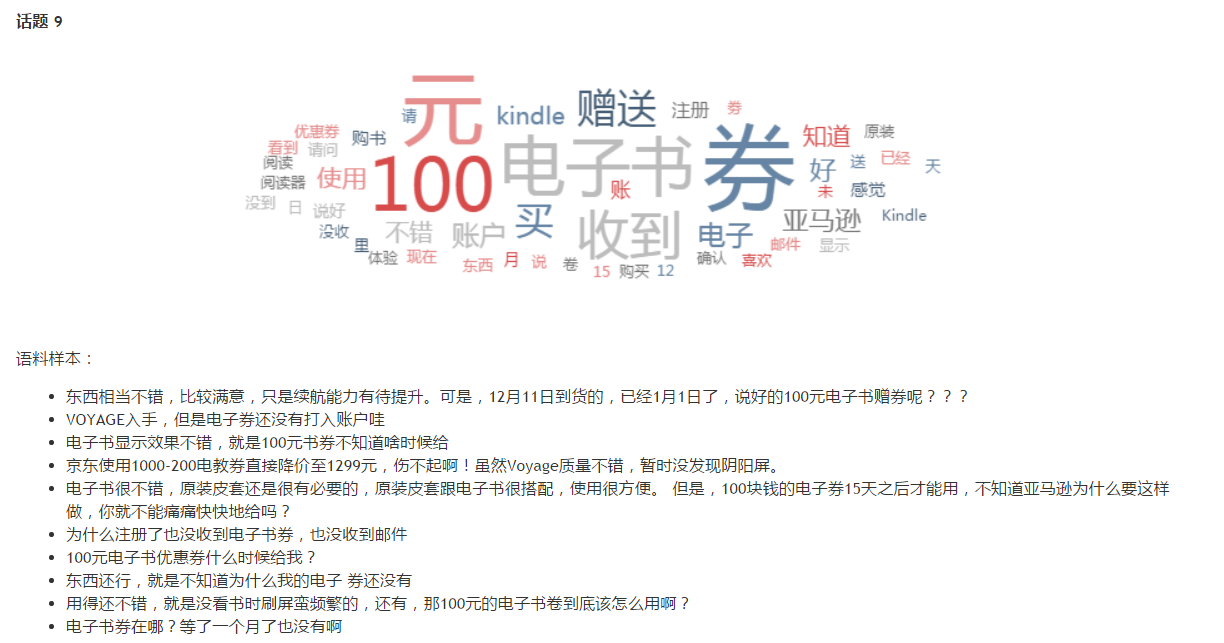 话题 9
元
kindle
赠送
注册
券
请
优惠券
购书
知道
原装
看到
请问
阅读
100
电子书
券
好
送
已经
天
阅读器
使用
账
未
感觉
没到
日
说好
买
收到
亚马逊
Kindle
没收
不错
账户
电子
邮件
显示
里
体验
现在
东西
月
说
卷
15
购买
12
确认
喜欢
语料样本：
东西相当不错，比较满意，只是续航能力有待提升。可是，12月11日到货的，已经1月1日了，说好的100元电子书赠券呢？？？
VOYAGE入手，但是电子券还没有打入账户哇
电子书显示效果不错，就是100元书券不知道啥时候给
京东使用1000-200电教券直接降价至1299元，伤不起啊！虽然Voyage质量不错，暂时没发现阴阳屏。
电子书很不错，原装皮套还是很有必要的，原装皮套跟电子书很搭配，使用很方便。 但是，100块钱的电子券15天之后才能用，不知道亚马逊为什么要这样
做，你就不能痛痛快快地给吗？
为什么注册了也没收到电子书券，也没收到邮件
100元电子书优惠券什么时候给我？
东西还行，就是不知道为什么我的电子 券还没有
用得还不错，就是没看书时刷屏蛮频繁的，还有，那100元的电子书卷到底该怎么用啊？
电子书券在哪？等了一个月了也没有啊